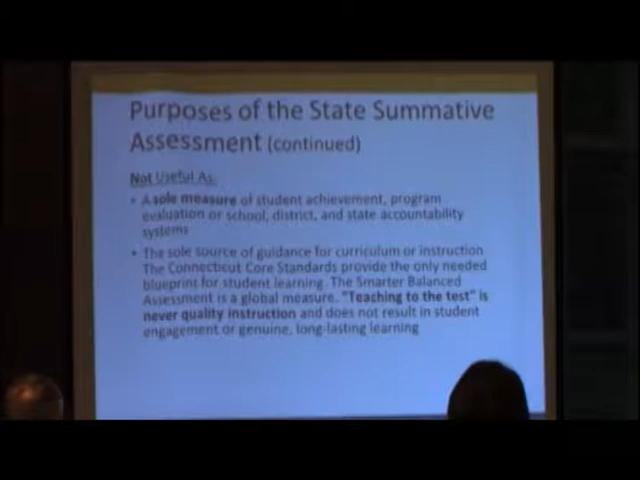 Purposes of the State Summative
Assessment (continued)
Not Useful As:
• A sole measure of student achievement, program
evaluation or school, district, and state accountability
systems
• The sole source of guidance for curriculum or instruction
The Connecticut Core Standards provide the only needed
blueprint for student learning. The Smarter Balanced
Assessment is a global measure. "Teaching to the test" is
never quality instruction and does not result in student
engagement or genuine, long-lasting learning